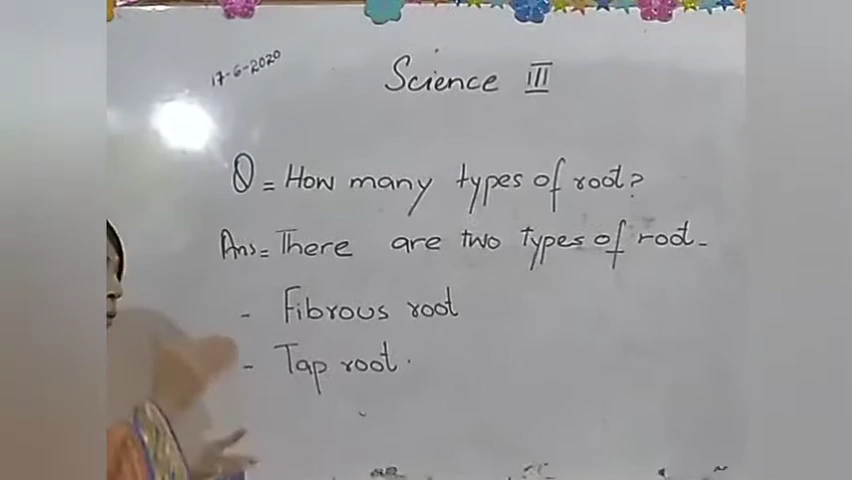 17-6-2020
Science III
Q = How many types of root?
Ans = There are two types of root-
- Fibrous root
- Tap root.